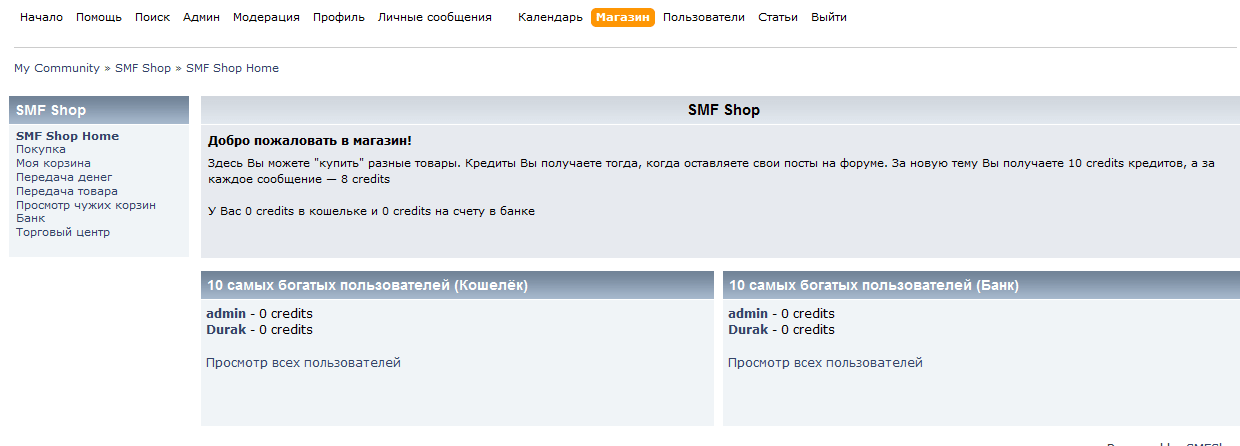 Начало Помощь Поиск Админ Модерация Профиль Личные сообщения Календарь Магазин Пользователи Статьи Выйти
My Community » SMF Shop » SMF Shop Home
SMF Shop
SMF Shop Home
Покупка
Моя корзина
Передача денег
Передача товара
Просмотр чужих корзин
Банк
Торговый центр
SMF Shop
Добро пожаловать в магазин!
Здесь Вы можете "купить" разные товары. Кредиты Вы получаете тогда, когда оставляете свои посты на форуме. За новую тему Вы получаете 10 credits кредитов, а за
каждое сообщение — 8 credits
У Вас 0 credits в кошельке и 0 credits на счету в банке
10 самых богатых пользователей (Кошелёк)
admin - 0 credits
Durak - 0 credits
Просмотр всех пользователей
10 самых богатых пользователей (Банк)
admin - 0 credits
Durak - 0 credits
Просмотр всех пользователей